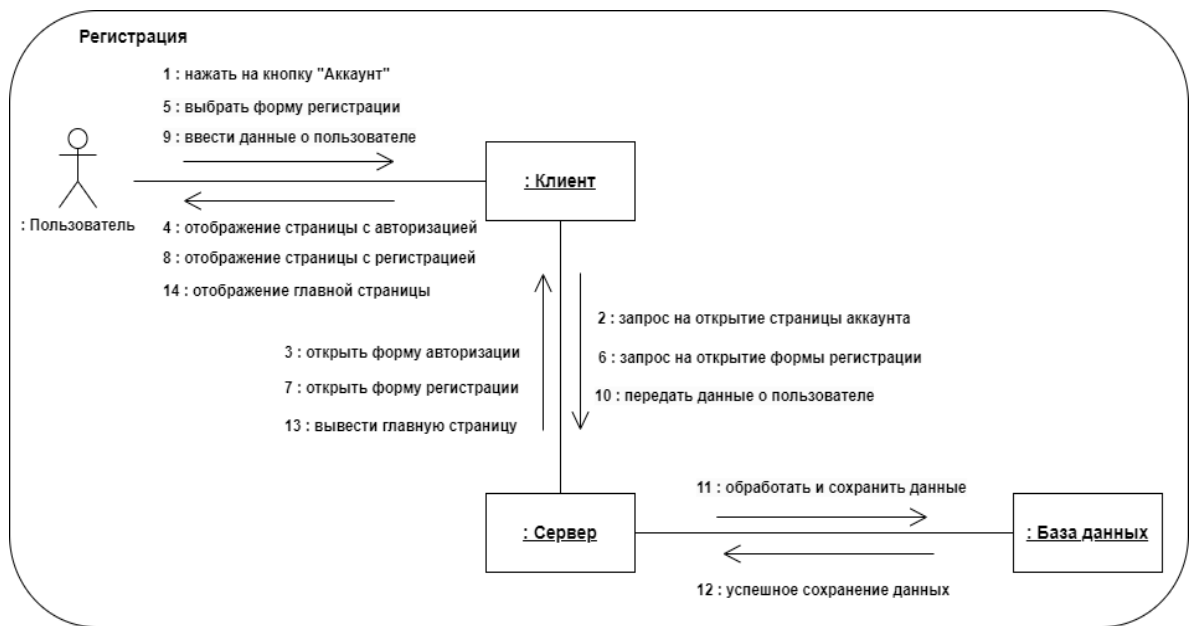 Регистрация
1 : нажать на кнопку "Аккаунт"
5 : выбрать форму регистрации
9 : ввести данные о пользователе
: Клиент
: Пользователь
4 : отображение страницы с авторизацией
8 : отображение страницы с регистрацией
14 : отображение главной страницы
2 : запрос на открытие страницы аккаунта
6 : запрос на открытие формы регистрации
10 : передать данные о пользователе
3 : открыть форму авторизации
7 : открыть форму регистрации
13 : вывести главную страницу
11 : обработать и сохранить данные
: Сервер
: База данных
12 : успешное сохранение данных